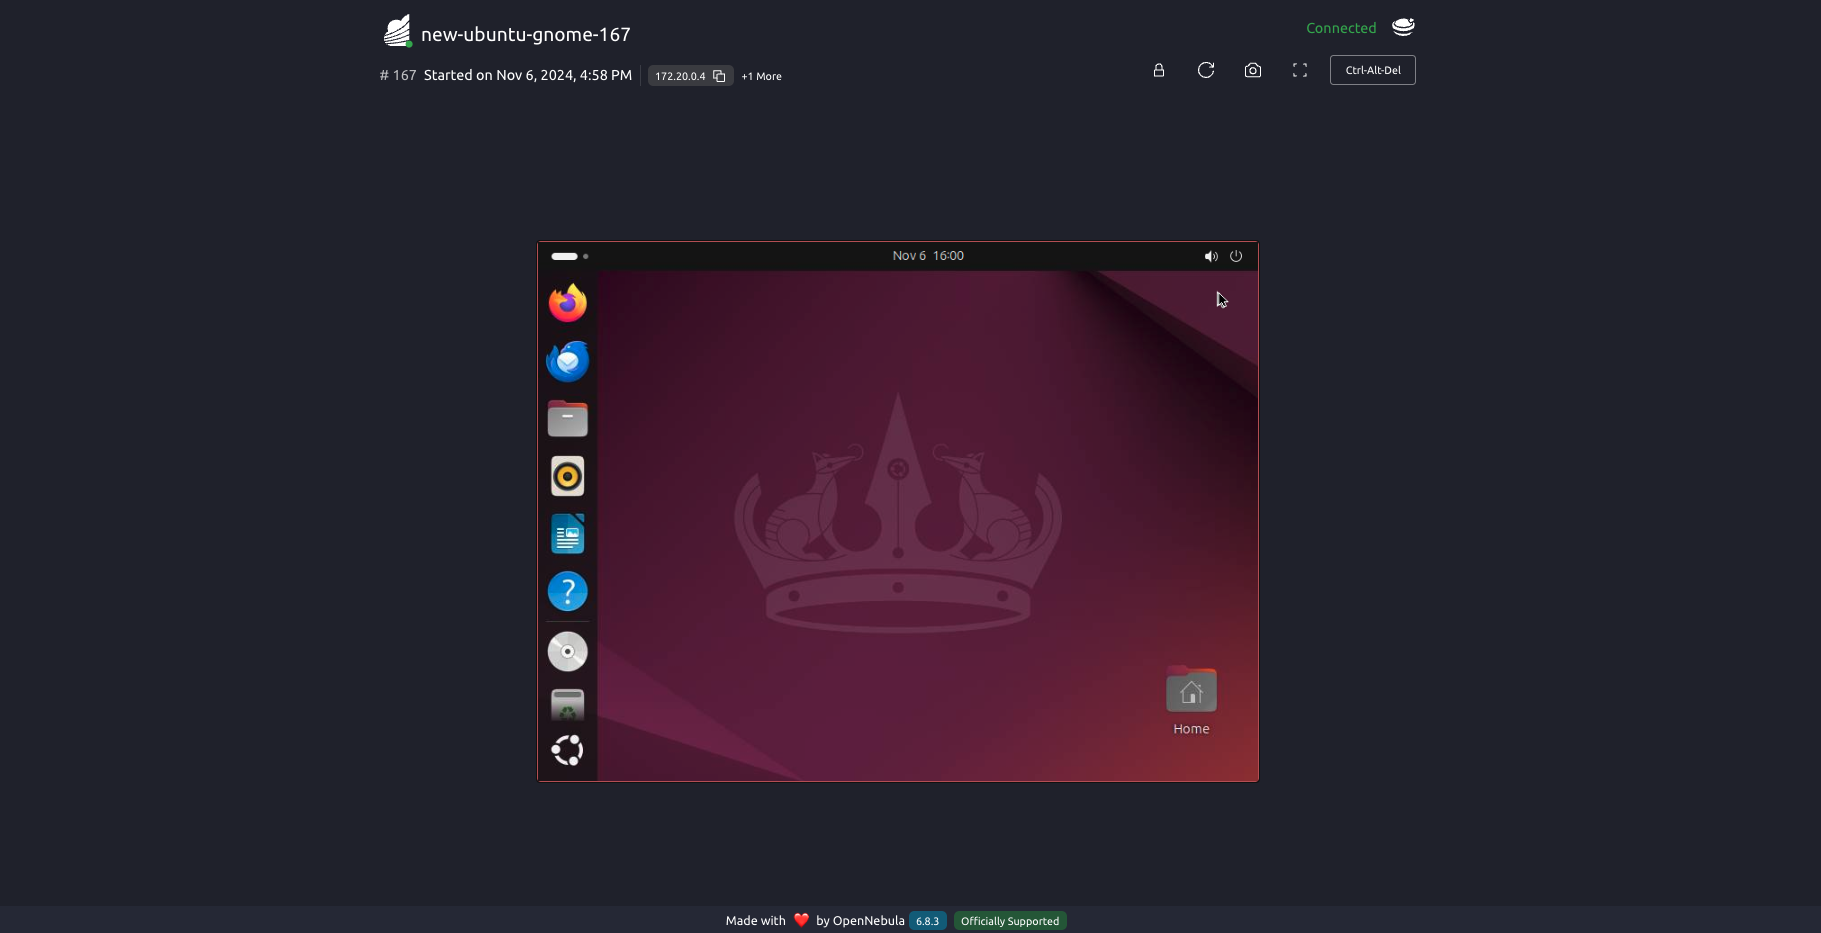 new-ubuntu-gnome-167
Connected
# 167 Started on Nov 6, 2024, 4:58 PM 172.20.0.4 +1 More
Ctrl-Alt-Del
Nov 6 16:00
?
Home
Made with ❤️ by OpenNebula 6.8.3 Officially Supported